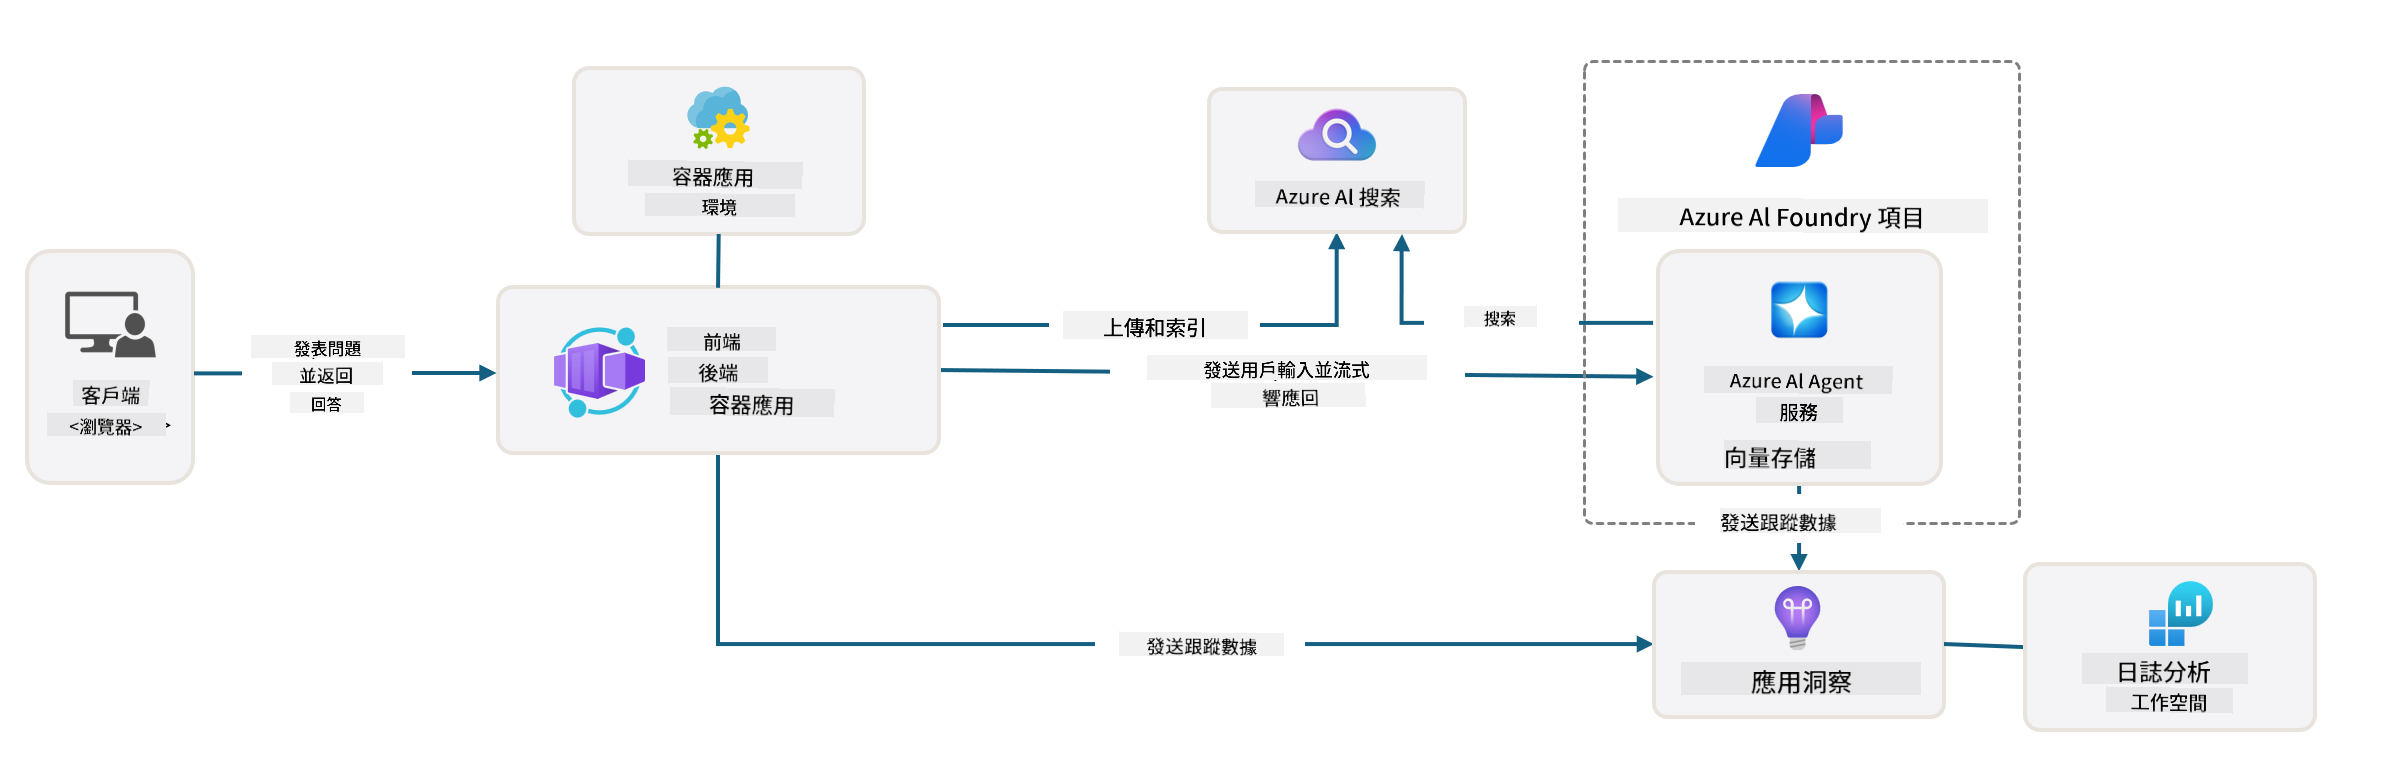 容器應用
環境
Azure Al 搜索
Azure Al Foundry 項目
客戶端
<瀏覽器>
發表問題
並返回
回答
前端
後端
容器應用
上傳和索引
搜索
發送用戶輸入並流式
響應回
Azure Al Agent
服務
向量存儲
發送跟蹤數據
發送跟蹤數據
應用洞察
日誌分析
工作空間